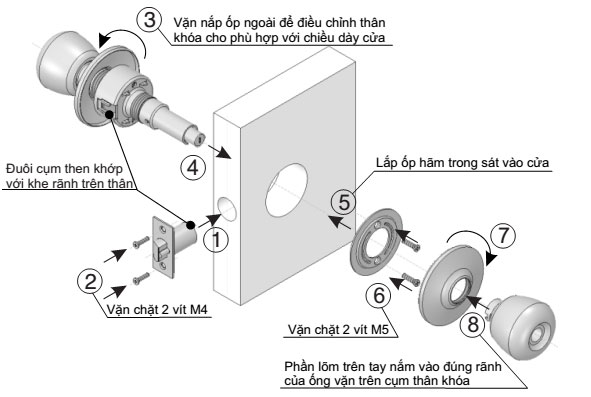 3
Vặn nắp ốp ngoài để điều chỉnh thân
khóa cho phù hợp với chiều dày cửa
4
Đuôi cụm then khớp
với khe rãnh trên thân
Lắp ốp hãm trong sát vào cửa
5
1
7
2
Vặn chặt 2 vít M4
6
Vặn chặt 2 vít M5
8
Phần lõm trên tay nắm vào đúng rãnh
của ống vặn trên cụm thân khóa